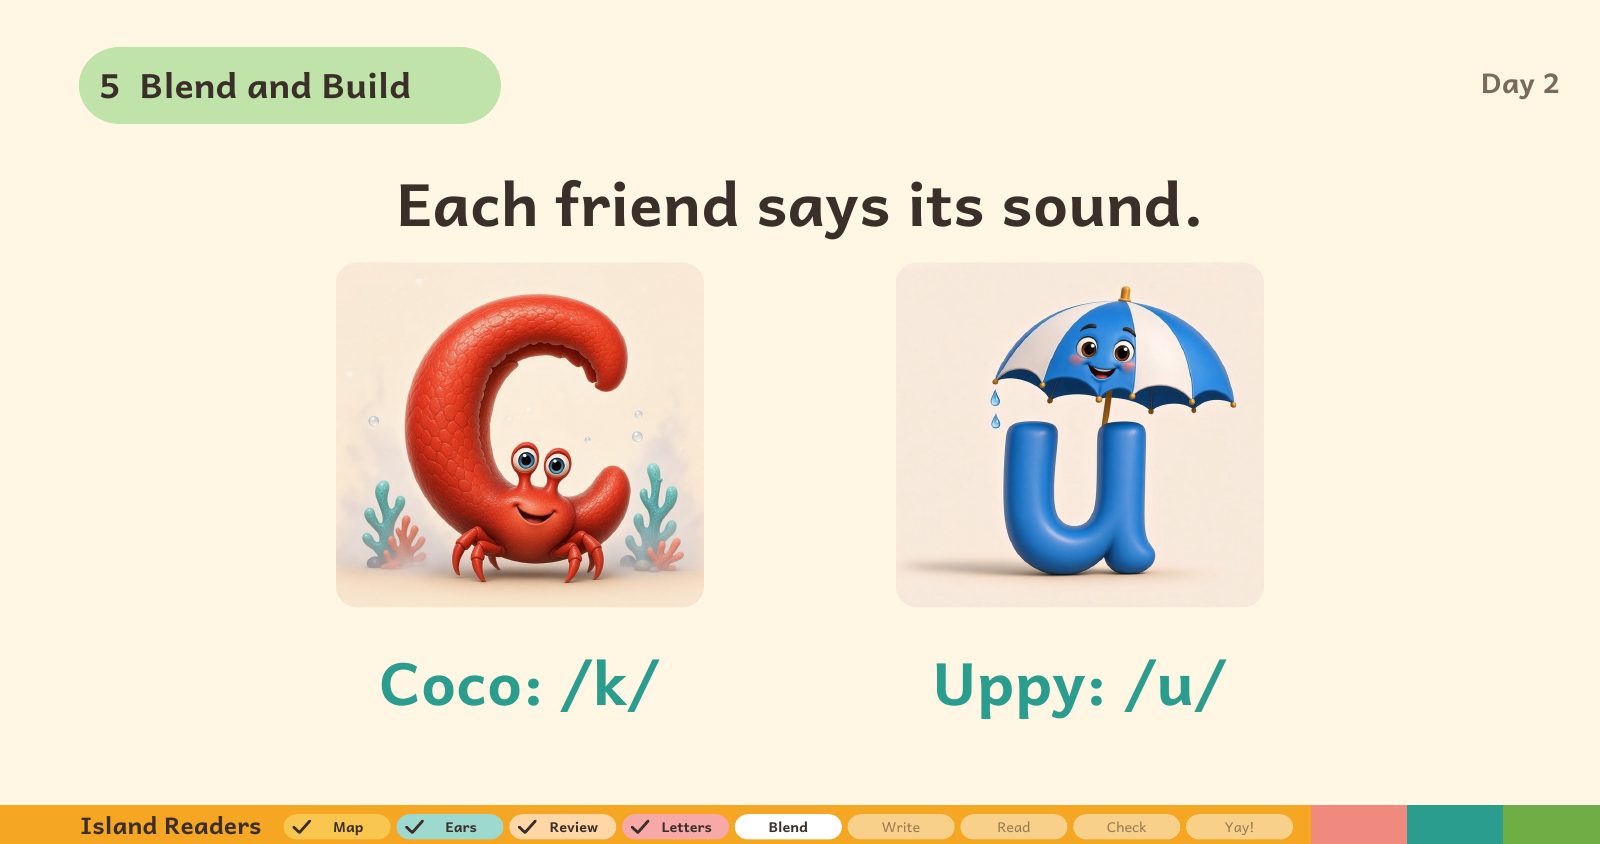 5 Blend and Build
Day 2
Each friend says its sound.
Coco: /k/
Uppy: /u/
Island Readers
Map
Ears
Review
Letters
Blend
Write
Read
Check
Yay!